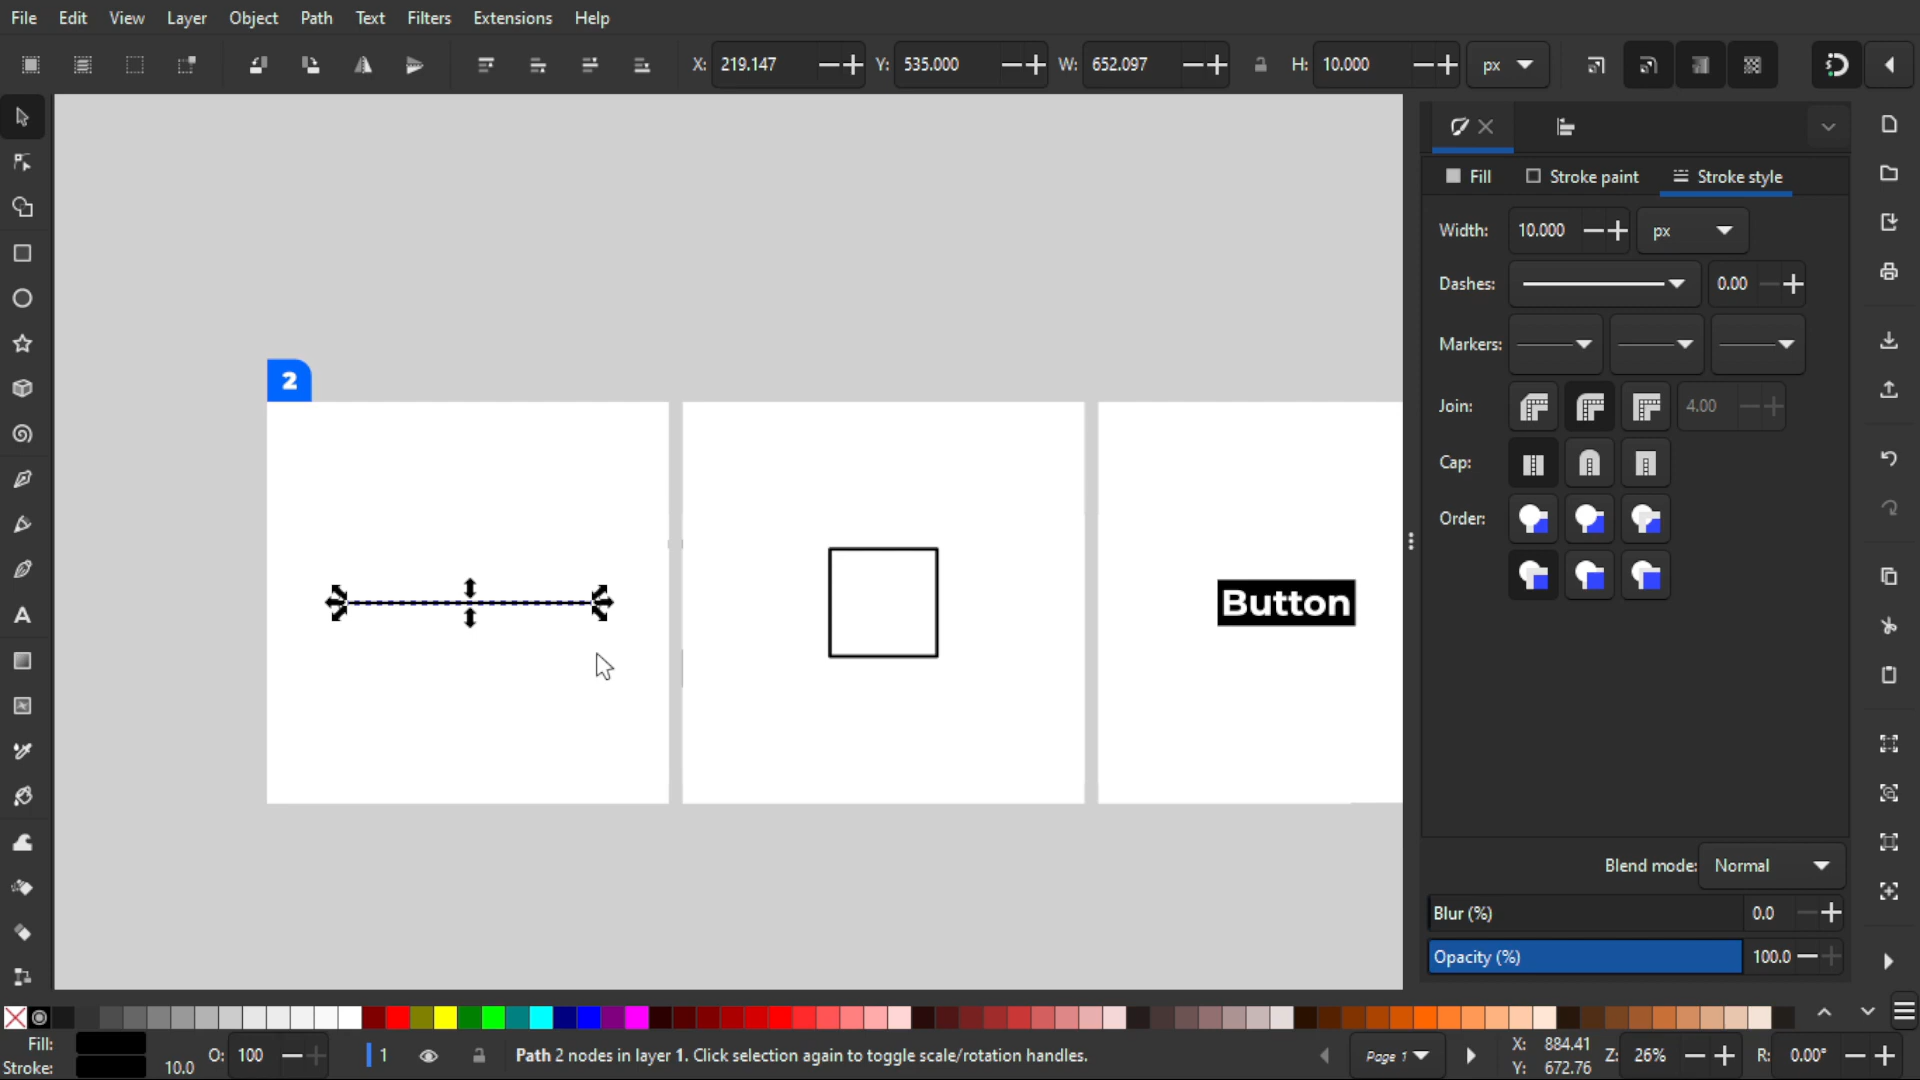 File Edit View Layer Object Path Text Filters Extensions Help
X: 219.147 Y: 535.000 W: 652.097 H: 10.000 px
Fill Stroke paint Stroke style
Width: 10.000 px
Dashes: 0.00
Markers:
Join: 4.00
Cap:
Order:
2
Button
Blend mode: Normal
Blur (%) 0.0
Opacity (%) 100.0
Fill:
Stroke: 10.0
O: 100
1
Path 2 nodes in layer 1. Click selection again to toggle scale/rotation handles.
Page 1
X: 884.41
Y: 672.76
Z: 26%
R: 0.00°